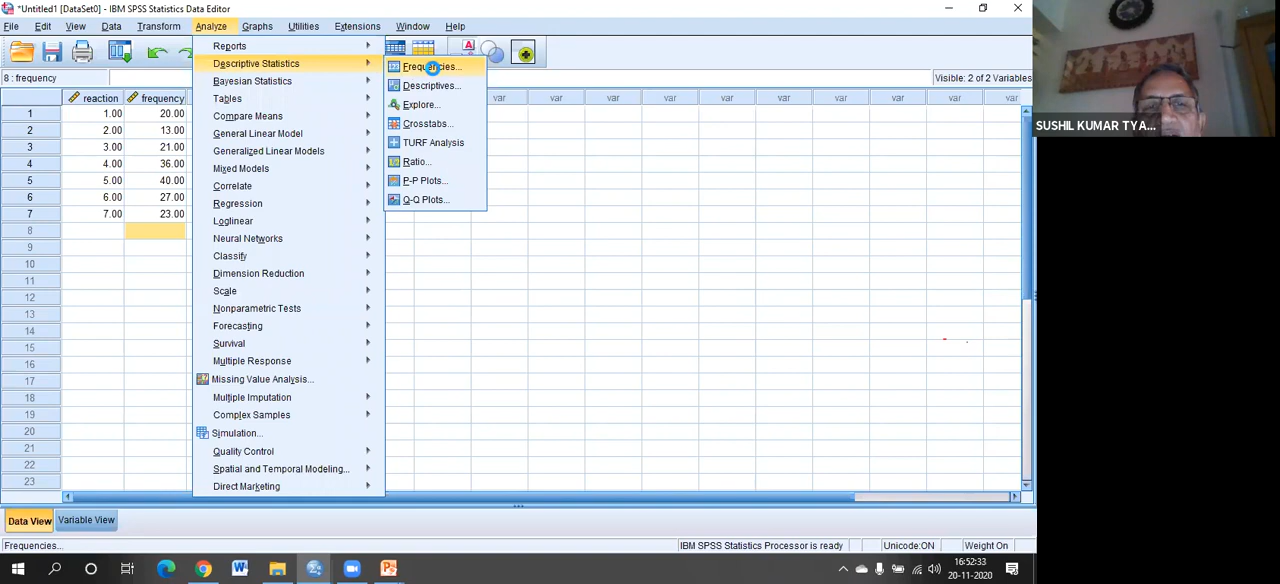 *Untitled1 [DataSet0] - IBM SPSS Statistics Data Editor
File Edit View Data Transform Analyze Graphs Utilities Extensions Window Help
8 : frequency
Visible: 2 of 2 Variables
reaction frequency var var var var var var var var var var
1 1.00 20.00
2 2.00 13.00
3 3.00 21.00
4 4.00 36.00
5 5.00 40.00
6 6.00 27.00
7 7.00 23.00
8
9
10
11
12
13
14
15
16
17
18
19
20
21
22
23
Reports
Descriptive Statistics
Bayesian Statistics
Tables
Compare Means
General Linear Model
Generalized Linear Models
Mixed Models
Correlate
Regression
Loglinear
Neural Networks
Classify
Dimension Reduction
Scale
Nonparametric Tests
Forecasting
Survival
Multiple Response
Missing Value Analysis...
Multiple Imputation
Complex Samples
Simulation...
Quality Control
Spatial and Temporal Modeling...
Direct Marketing
Frequencies...
Descriptives...
Explore...
Crosstabs...
TURF Analysis
Ratio...
P-P Plots...
Q-Q Plots...
SUSHIL KUMAR TYA...
Data View Variable View
Frequencies... IBM SPSS Statistics Processor is ready Unicode:ON Weight On
16:52:33
20-11-2020